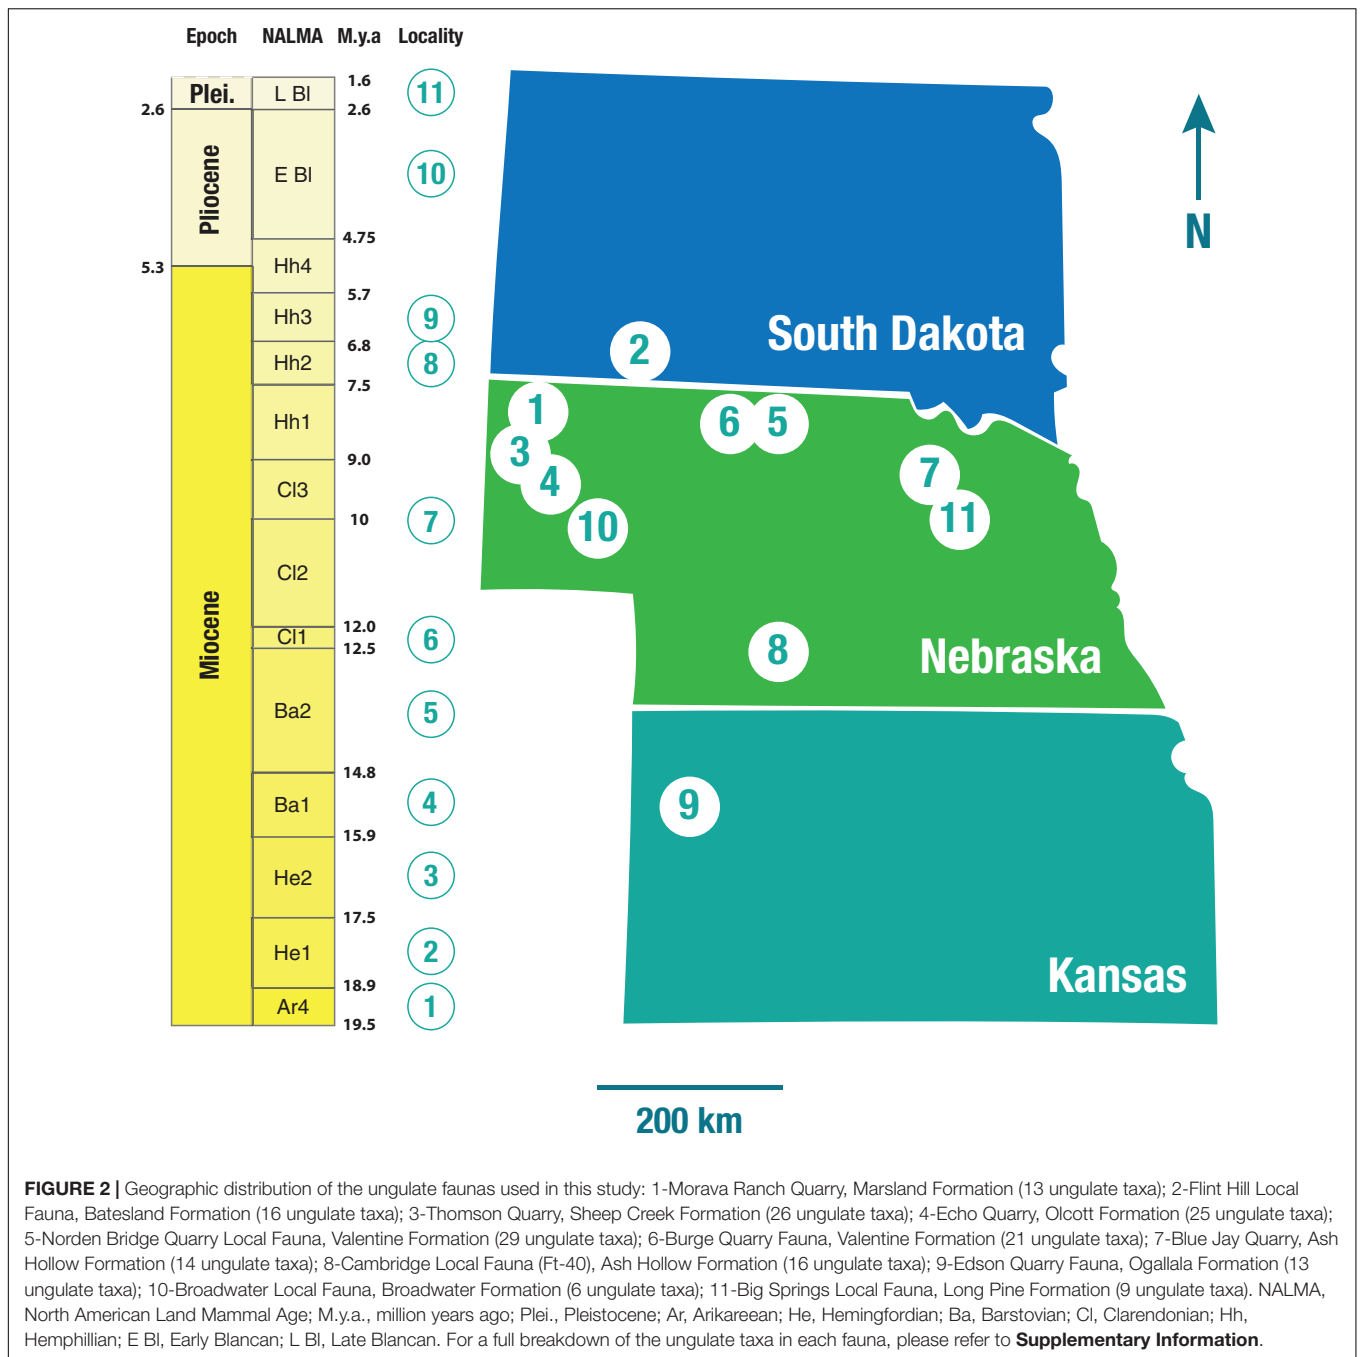 Epoch NALMA M.y.a Locality
Plei. L Bl 1.6 11
2.6 2.6
Pliocene E Bl 10
4.75
5.3 Hh4
5.7
Hh3 9
6.8
Hh2 8
7.5
Hh1
9.0
Cl3
10 7
Cl2
12.0
Miocene Cl1 6
12.5
Ba2 5
14.8
Ba1 4
15.9
He2 3
17.5
He1 2
18.9
Ar4 1
19.5
N
South Dakota
2
1
6 5
3
4
7
10
11
8
Nebraska
9
Kansas
200 km
FIGURE 2 | Geographic distribution of the ungulate faunas used in this study: 1-Morava Ranch Quarry, Marsland Formation (13 ungulate taxa); 2-Flint Hill Local
Fauna, Batesland Formation (16 ungulate taxa); 3-Thomson Quarry, Sheep Creek Formation (26 ungulate taxa); 4-Echo Quarry, Olcott Formation (25 ungulate taxa);
5-Norden Bridge Quarry Local Fauna, Valentine Formation (29 ungulate taxa); 6-Burge Quarry Fauna, Valentine Formation (21 ungulate taxa); 7-Blue Jay Quarry, Ash
Hollow Formation (14 ungulate taxa); 8-Cambridge Local Fauna (Ft-40), Ash Hollow Formation (16 ungulate taxa); 9-Edson Quarry Fauna, Ogallala Formation (13
ungulate taxa); 10-Broadwater Local Fauna, Broadwater Formation (6 ungulate taxa); 11-Big Springs Local Fauna, Long Pine Formation (9 ungulate taxa). NALMA,
North American Land Mammal Age; M.y.a., million years ago; Plei., Pleistocene; Ar, Arikareean; He, Hemingfordian; Ba, Barstovian; Cl, Clarendonian; Hh,
Hemphillian; E Bl, Early Blancan; L Bl, Late Blancan. For a full breakdown of the ungulate taxa in each fauna, please refer to Supplementary Information.